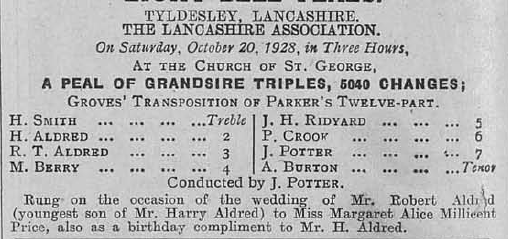 EIGHT BELL PEALS.
TYLDESLEY, LANCASHIRE.
THE LANCASHIRE ASSOCIATION.
On Saturday, October 20, 1928, in Three Hours,
AT THE CHURCH OF ST. GEORGE,
A PEAL OF GRANDSIRE TRIPLES, 5040 CHANGES;
GROVES' TRANSPOSITION OF PARKER'S TWELVE-PART.
H. SMITH ... ... ... ...Treble
H. ALDRED ... ... ... ... 2
R. T. ALDRED ... ... ... 3
M. BERRY ... ... ... ... 4
J. H. RIDYARD ... ... ... 5
P. CROOK ... ... ... ... 6
J. POTTER ... ... ... ... 7
A. BURTON ... ... ... ...Tenor
Conducted by J. POTTER.
Rung on the occasion of the wedding of Mr. Robert Aldred
(youngest son of Mr. Harry Aldred) to Miss Margaret Alice Millicent
Price, also as a birthday compliment to Mr. H. Aldred.